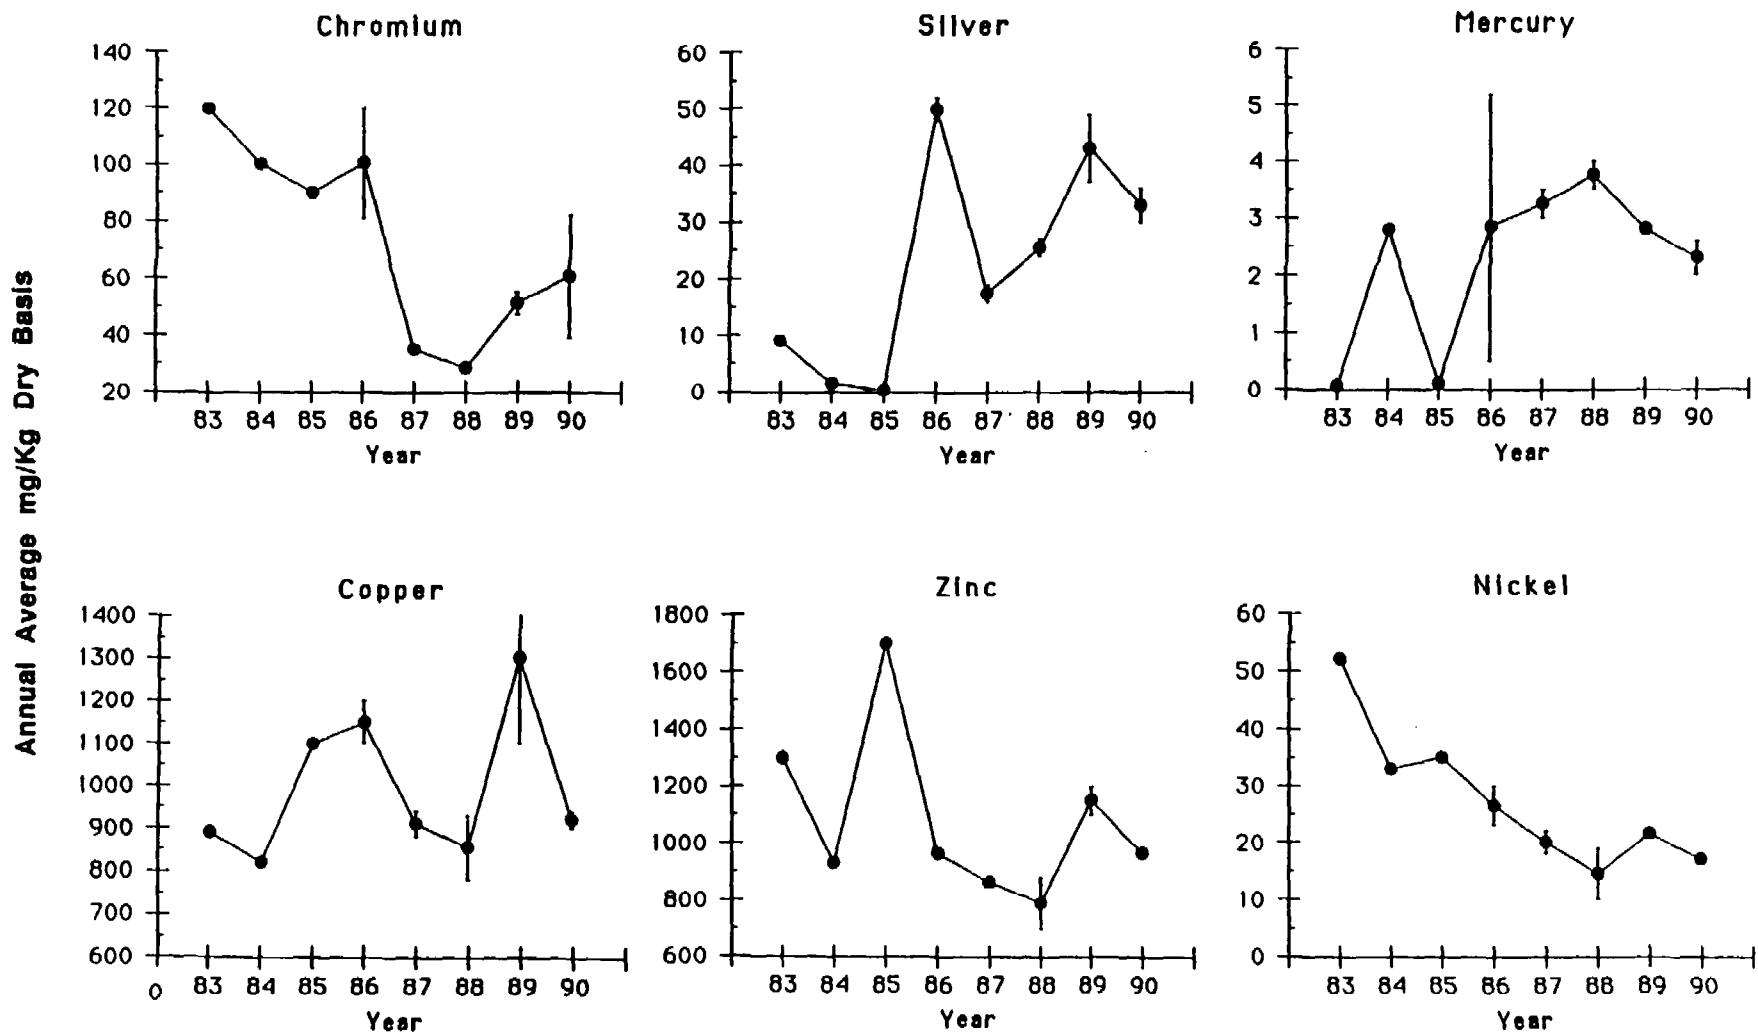 Annual Average mg/Kg Dry Basis
Chromium
140
120
100
80
60
40
20
83 84 85 86 87 88 89 90
Year
Silver
60
50
40
30
20
10
0
83 84 85 86 87 88 89 90
Year
Mercury
6
5
4
3
2
1
0
83 84 85 86 87 88 89 90
Year
Copper
1400
1300
1200
1100
1000
900
800
700
600
0 83 84 85 86 87 88 89 90
Year
Zinc
1800
1600
1400
1200
1000
800
600
83 84 85 86 87 88 89 90
Year
Nickel
60
50
40
30
20
10
0
83 84 85 86 87 88 89 90
Year